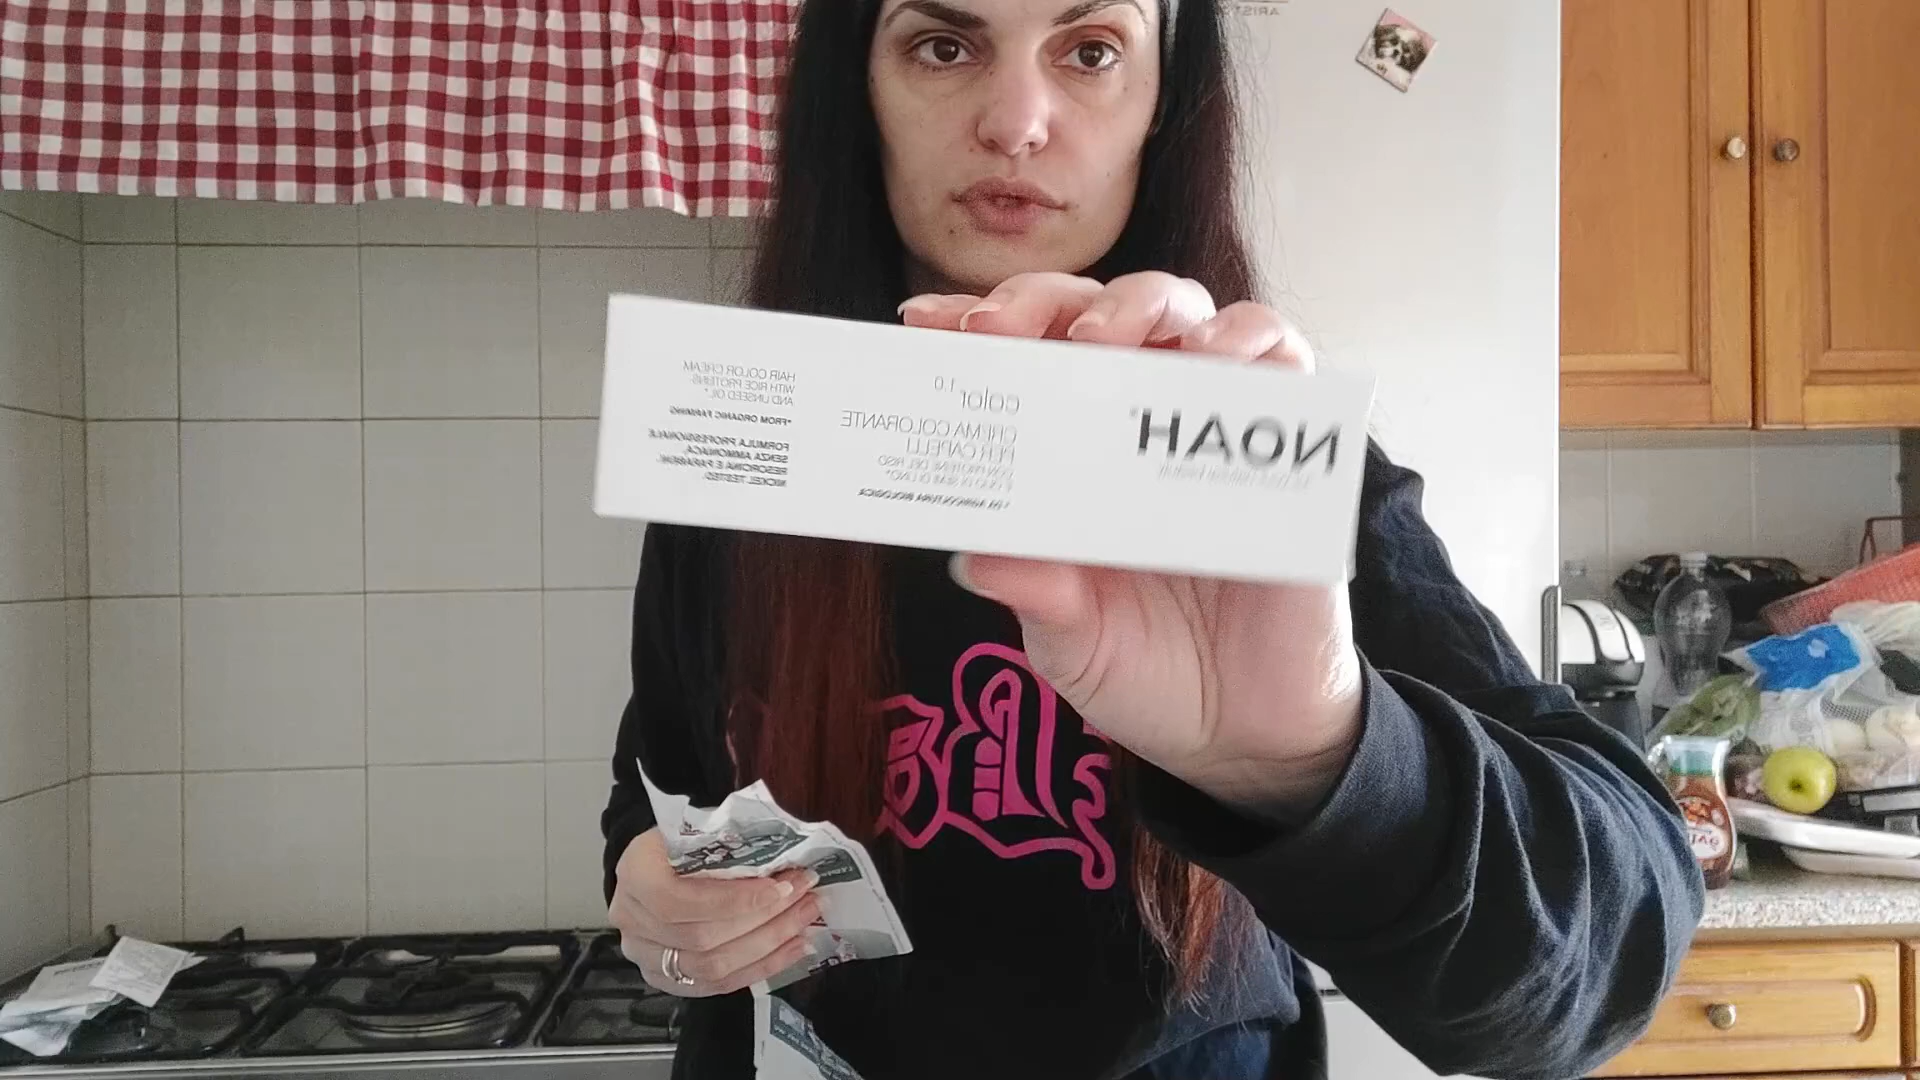 NOAH
color 1.0
CREMA COLORANTE
PER CAPELLI
CON PROTEINE DEL RISO
E OLIO DI SEMI DI LINO*
* DA AGRICOLTURA BIOLOGICA
HAIR COLOR CREAM
WITH RICE PROTEINS
AND LINSEED OIL*
*FROM ORGANIC FARMING
FORMULA PROFESSIONALE
SENZA AMMONIACA,
RESORCINA E PARABENI.
NICKEL TESTED.